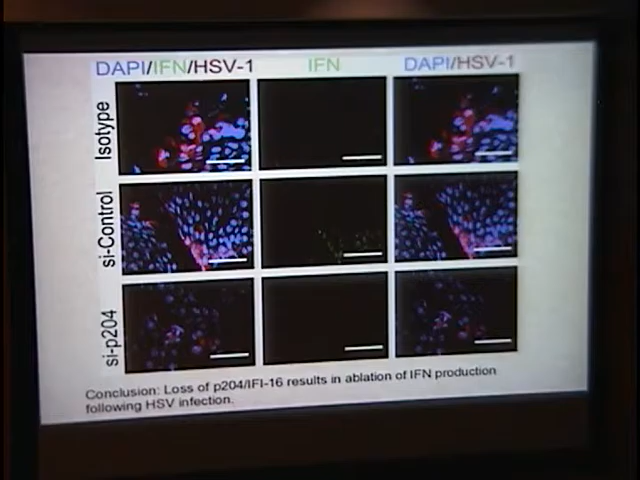 DAPI/IFN/HSV-1
IFN
DAPI/HSV-1
Isotype
si-Control
si-p204
Conclusion: Loss of p204/IFI-16 results in ablation of IFN production
following HSV infection.